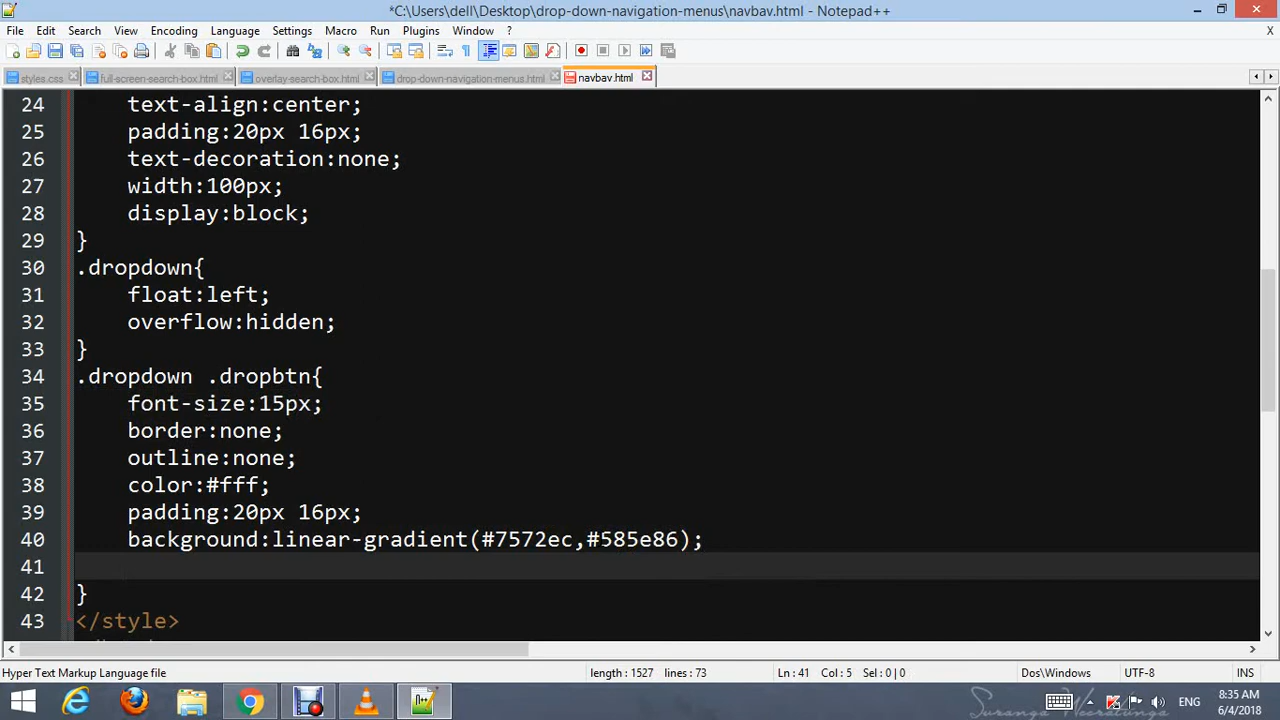 *C:\Users\dell\Desktop\drop-down-navigation-menus\navbav.html - Notepad++
File Edit Search View Encoding Language Settings Macro Run Plugins Window ? X
styles.css full-screen-search-box.html overlay-search-box.html drop-down-navigation-menus.html navbav.html
24 text-align:center;
25 padding:20px 16px;
26 text-decoration:none;
27 width:100px;
28 display:block;
29 }
30 .dropdown{
31 float:left;
32 overflow:hidden;
33 }
34 .dropdown .dropbtn{
35 font-size:15px;
36 border:none;
37 outline:none;
38 color:#fff;
39 padding:20px 16px;
40 background:linear-gradient(#7572ec,#585e86);
41
42 }
43 </style>
Hyper Text Markup Language file length : 1527 lines : 73 Ln : 41 Col : 5 Sel : 0 | 0 Dos\Windows UTF-8 INS
Suranga Weeratunga
ENG
8:35 AM
6/4/2018